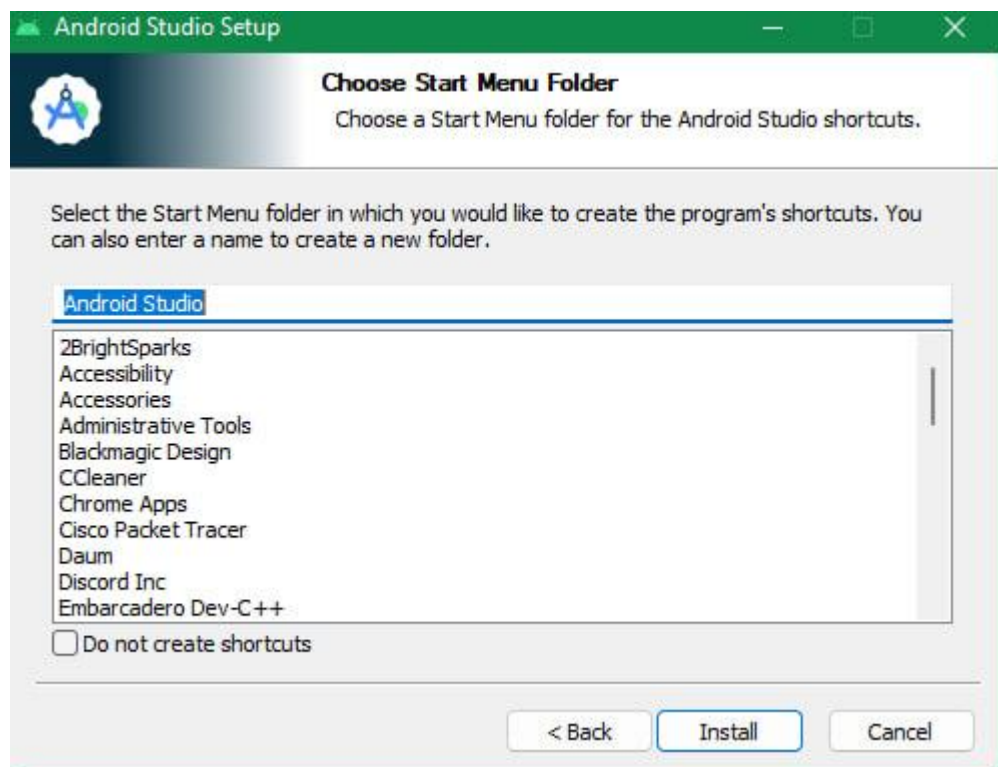 Android Studio Setup
Choose Start Menu Folder
Choose a Start Menu folder for the Android Studio shortcuts.
Select the Start Menu folder in which you would like to create the program's shortcuts. You
can also enter a name to create a new folder.
Android Studio
2BrightSparks
Accessibility
Accessories
Administrative Tools
Blackmagic Design
CCleaner
Chrome Apps
Cisco Packet Tracer
Daum
Discord Inc
Embarcadero Dev-C++
Do not create shortcuts
< Back Install Cancel